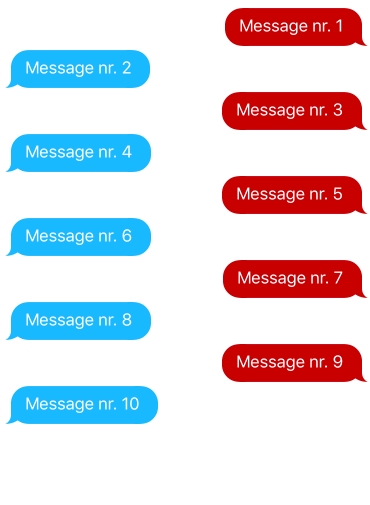 Message nr. 1
Message nr. 2
Message nr. 3
Message nr. 4
Message nr. 5
Message nr. 6
Message nr. 7
Message nr. 8
Message nr. 9
Message nr. 10